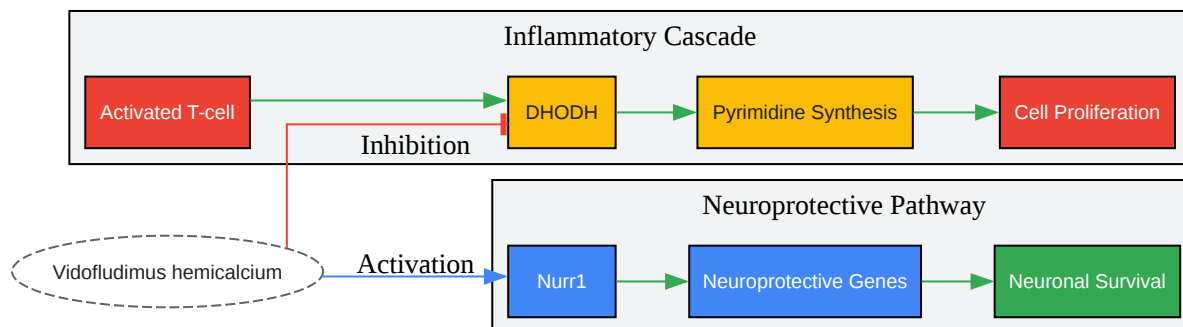 Inflammatory Cascade
Activated T-cell
DHODH
Pyrimidine Synthesis
Cell Proliferation
Inhibition
Neuroprotective Pathway
Vidofludimus hemicalcium
Activation
Nurr1
Neuroprotective Genes
Neuronal Survival